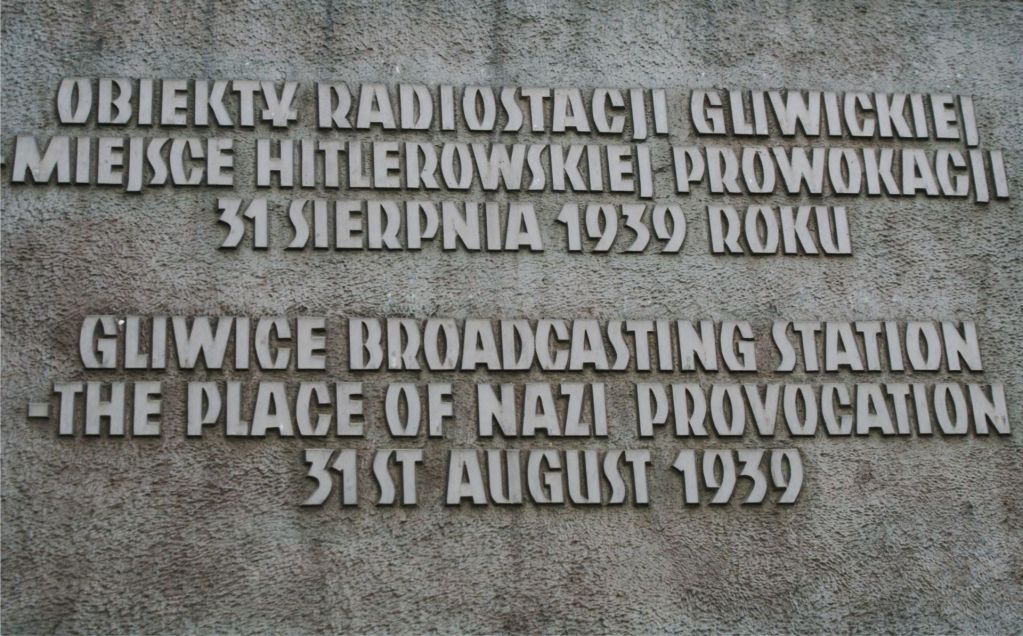 OBIEKTY RADIOSTACJI GLIWICKIEJ
-MIEJSCE HITLEROWSKIEJ PROWOKACJI
31 SIERPNIA 1939 ROKU
GLIWICE BROADCASTING STATION
-THE PLACE OF NAZI PROVOCATION
31 ST AUGUST 1939